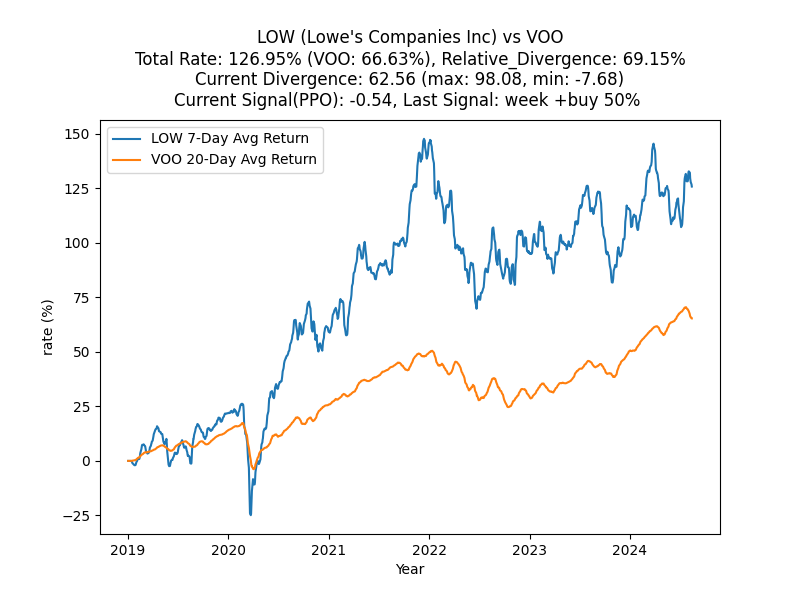 LOW (Lowe's Companies Inc) vs VOO
Total Rate: 126.95% (VOO: 66.63%), Relative_Divergence: 69.15%
Current Divergence: 62.56 (max: 98.08, min: -7.68)
Current Signal(PPO): -0.54, Last Signal: week +buy 50%
LOW 7-Day Avg Return
VOO 20-Day Avg Return
rate (%)
150
125
100
75
50
25
0
−25
2019 2020 2021 2022 2023 2024
Year